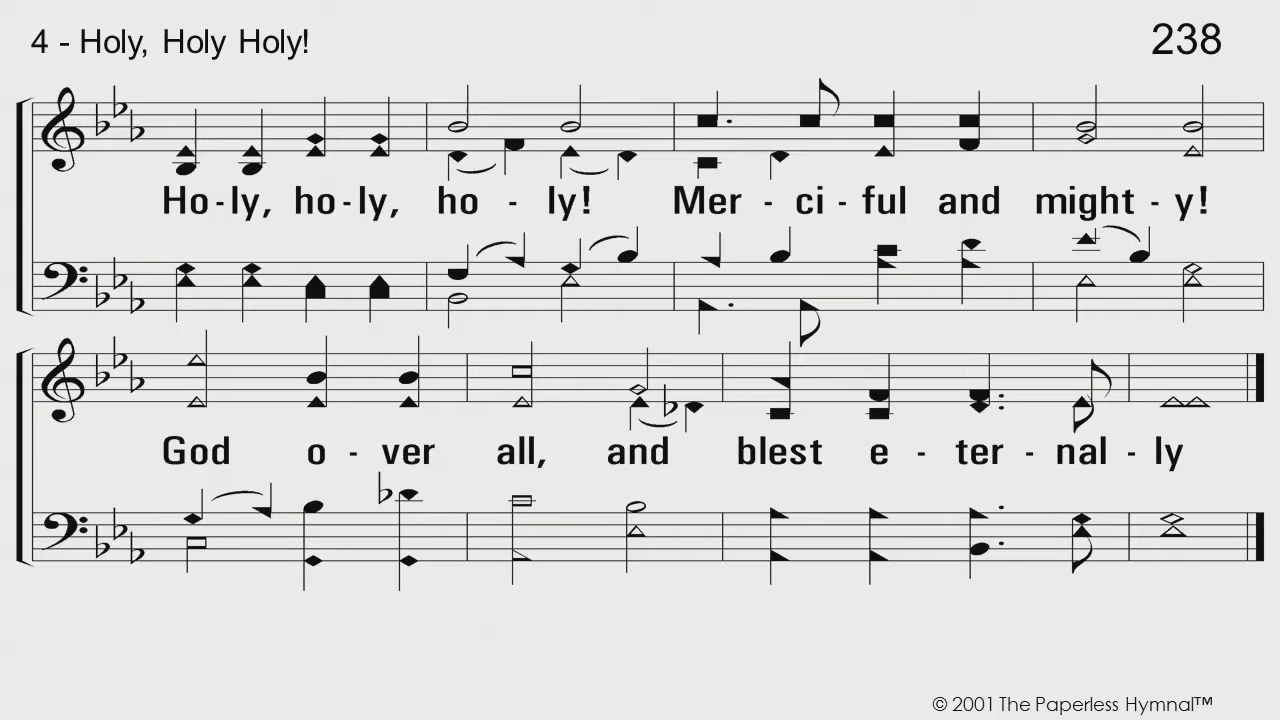 4 - Holy, Holy Holy!
238
Ho - ly, ho - ly, ho - ly! Mer - ci - ful and might - y!
God o - ver all, and blest e - ter - nal - ly
© 2001 The Paperless Hymnal™